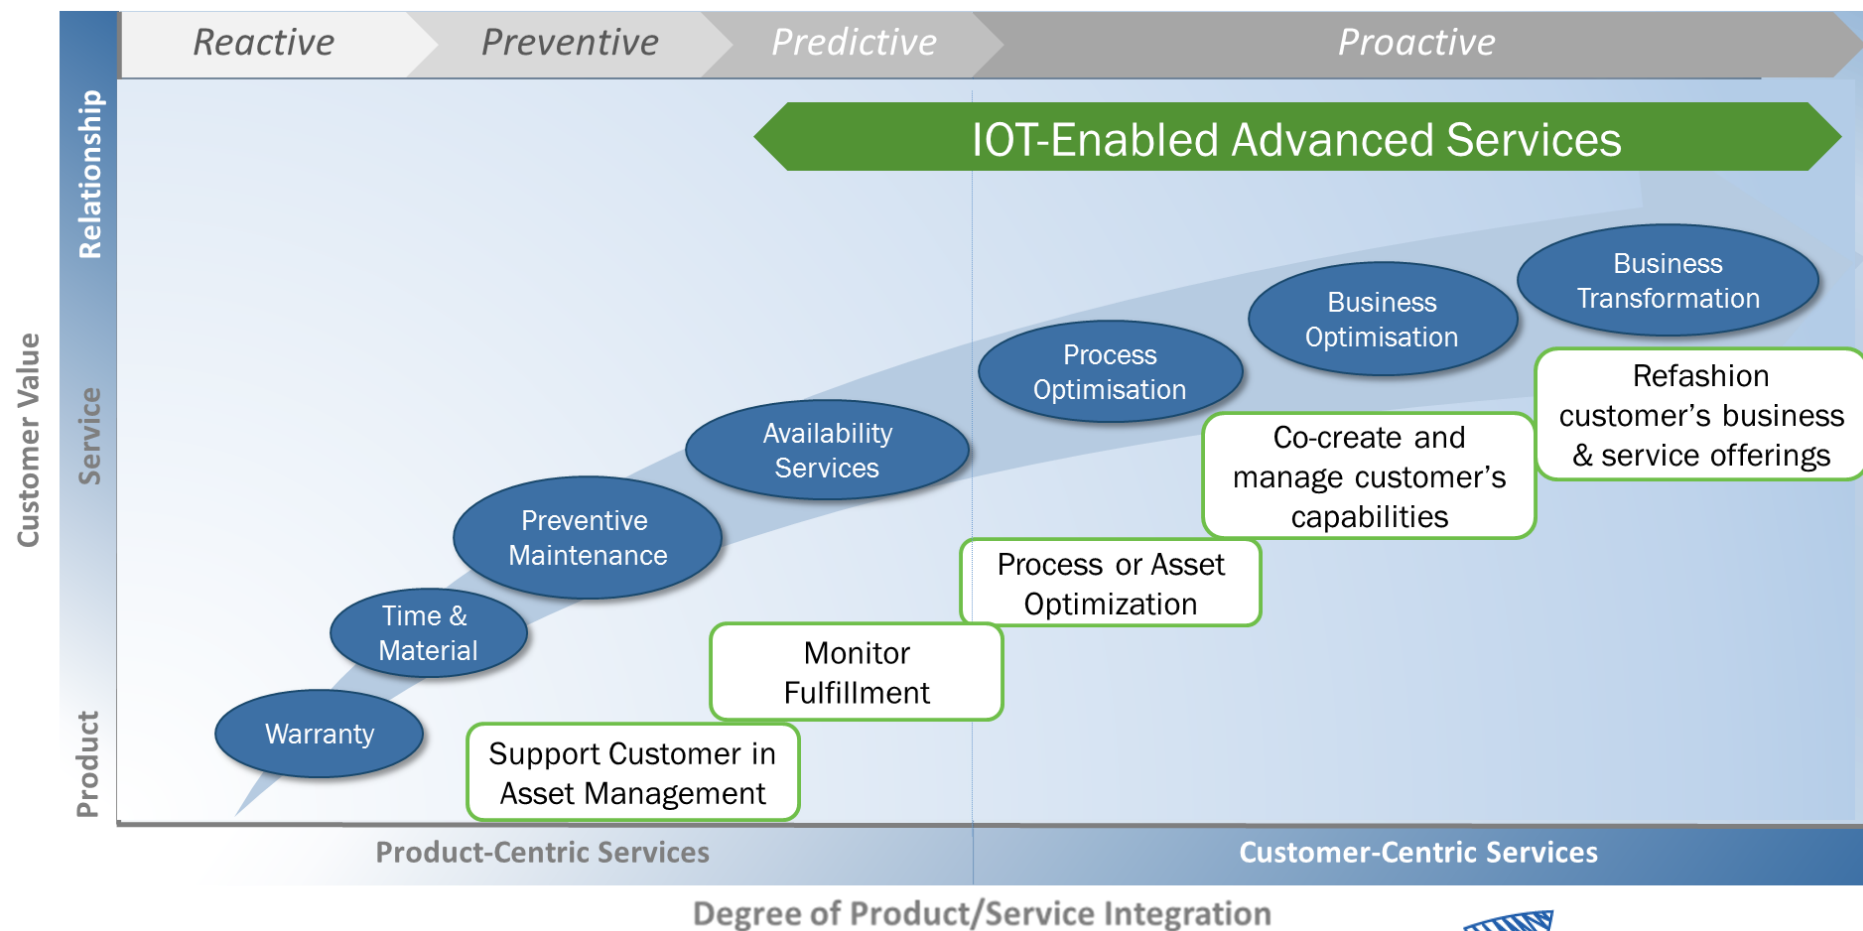 Reactive
Preventive
Predictive
Proactive
IOT-Enabled Advanced Services
Relationship
Service
Product
Customer Value
Business
Transformation
Business
Optimisation
Process
Optimisation
Availability
Services
Preventive
Maintenance
Time &
Material
Warranty
Refashion
customer's business
& service offerings
Co-create and
manage customer's
capabilities
Process or Asset
Optimization
Monitor
Fulfillment
Support Customer in
Asset Management
Product-Centric Services
Customer-Centric Services
Degree of Product/Service Integration